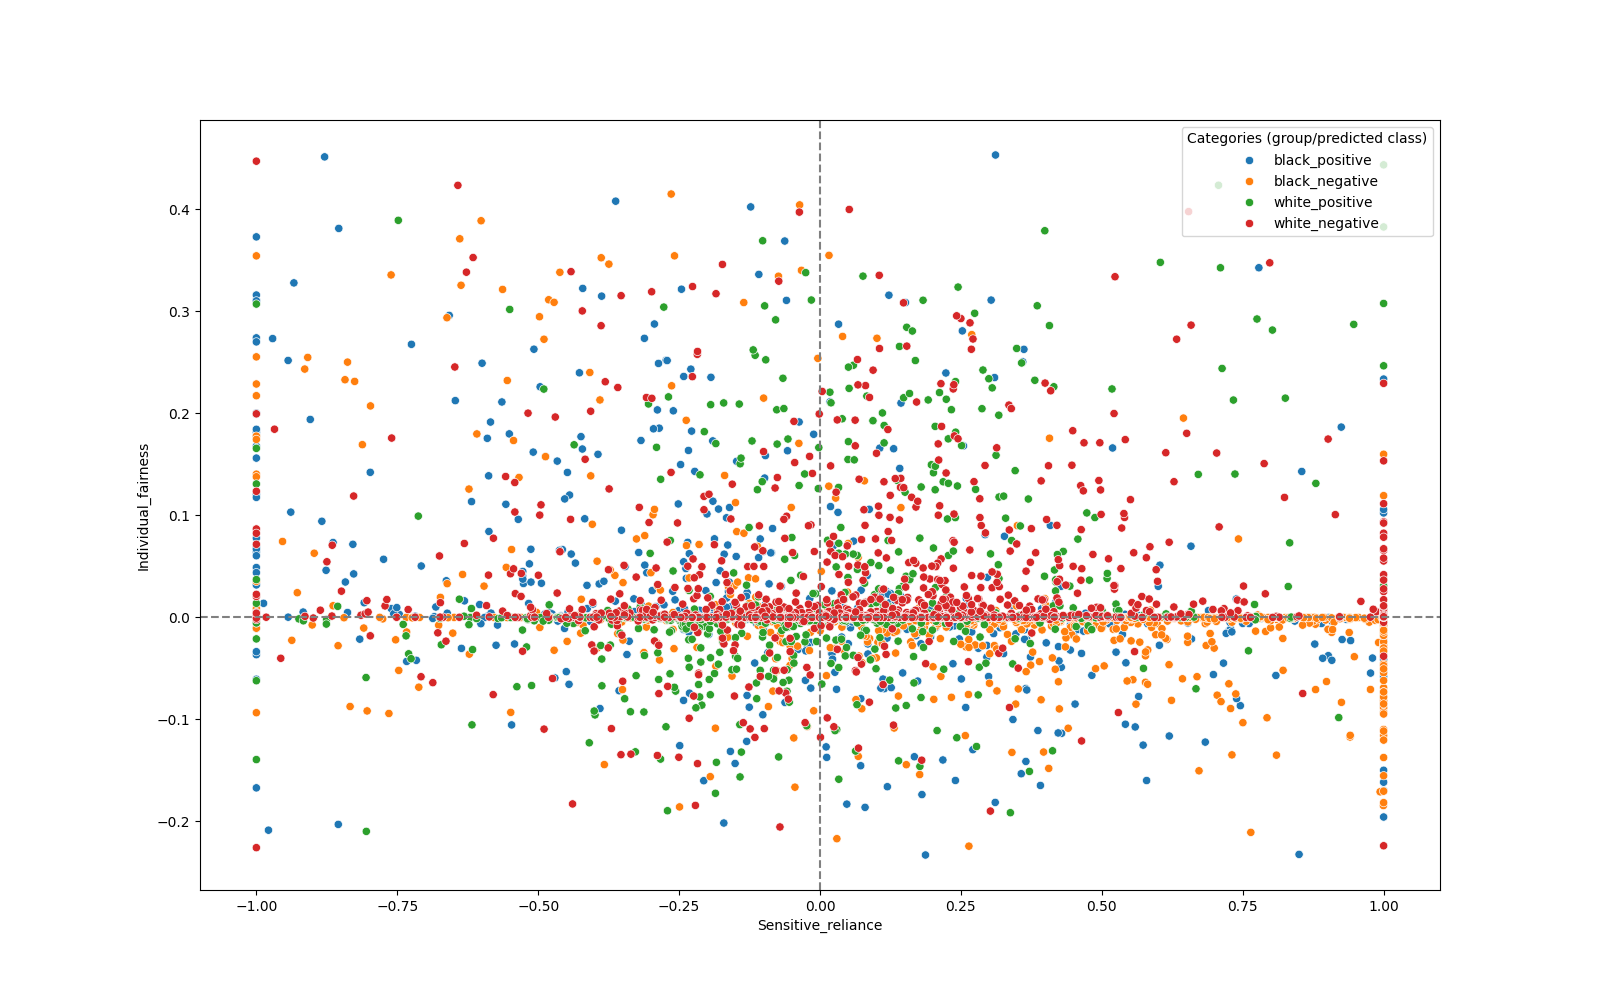 Categories (group/predicted class)
black_positive
black_negative
white_positive
white_negative
0.4
0.3
0.2
0.1
0.0
−0.1
−0.2
Individual_fairness
−1.00 −0.75 −0.50 −0.25 0.00 0.25 0.50 0.75 1.00
Sensitive_reliance